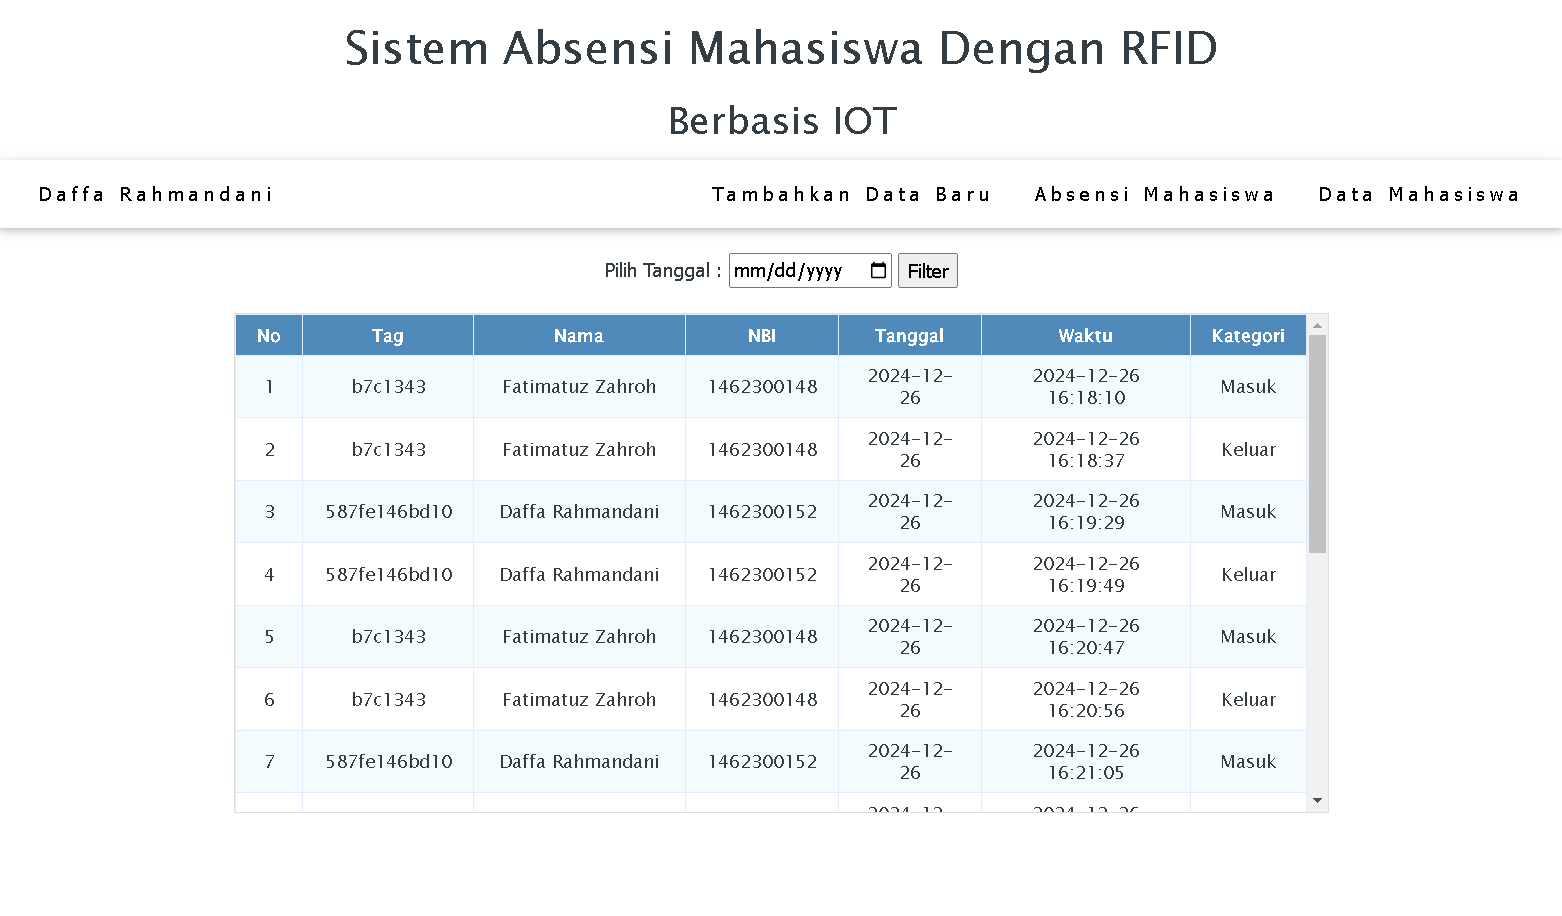 Sistem Absensi Mahasiswa Dengan RFID
Berbasis IOT
Daffa Rahmandani Tambahkan Data Baru Absensi Mahasiswa Data Mahasiswa
Pilih Tanggal : mm/dd/yyyy Filter
No Tag Nama NBI Tanggal Waktu Kategori
1 b7c1343 Fatimatuz Zahroh 1462300148 2024-12-26 2024-12-26 16:18:10 Masuk
2 b7c1343 Fatimatuz Zahroh 1462300148 2024-12-26 2024-12-26 16:18:37 Keluar
3 587fe146bd10 Daffa Rahmandani 1462300152 2024-12-26 2024-12-26 16:19:29 Masuk
4 587fe146bd10 Daffa Rahmandani 1462300152 2024-12-26 2024-12-26 16:19:49 Keluar
5 b7c1343 Fatimatuz Zahroh 1462300148 2024-12-26 2024-12-26 16:20:47 Masuk
6 b7c1343 Fatimatuz Zahroh 1462300148 2024-12-26 2024-12-26 16:20:56 Keluar
7 587fe146bd10 Daffa Rahmandani 1462300152 2024-12-26 2024-12-26 16:21:05 Masuk
2024-12- 2024-12-26